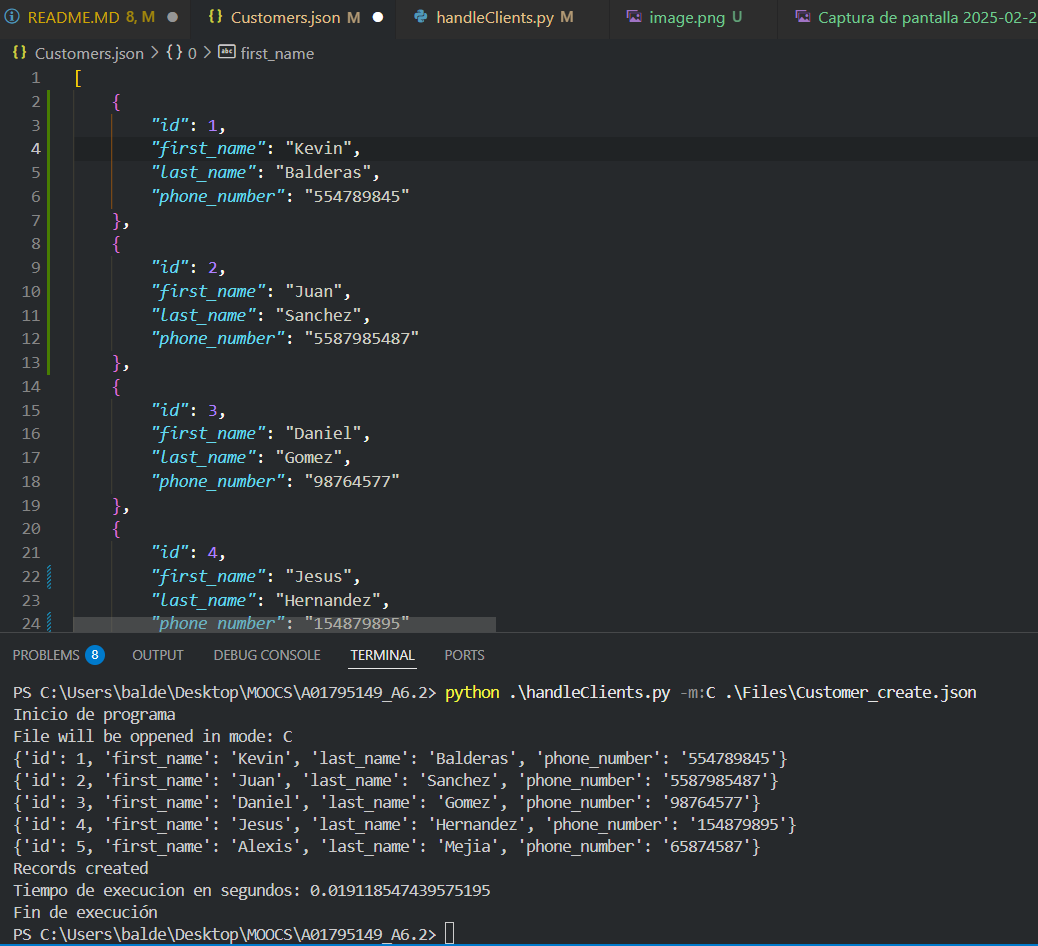 README.MD 8, M ● {} Customers.json M ● handleClients.py M image.png U Captura de pantalla 2025-02-2
{} Customers.json > {} 0 > abc first_name
1 [
2 {
3 "id": 1,
4 "first_name": "Kevin",
5 "last_name": "Balderas",
6 "phone_number": "554789845"
7 },
8 {
9 "id": 2,
10 "first_name": "Juan",
11 "last_name": "Sanchez",
12 "phone_number": "5587985487"
13 },
14 {
15 "id": 3,
16 "first_name": "Daniel",
17 "last_name": "Gomez",
18 "phone_number": "98764577"
19 },
20 {
21 "id": 4,
22 "first_name": "Jesus",
23 "last_name": "Hernandez",
24 "phone_number": "154879895"
PROBLEMS 8 OUTPUT DEBUG CONSOLE TERMINAL PORTS
PS C:\Users\balde\Desktop\MOOCS\A01795149_A6.2> python .\handleClients.py -m:C .\Files\Customer_create.json
Inicio de programa
File will be oppened in mode: C
{'id': 1, 'first_name': 'Kevin', 'last_name': 'Balderas', 'phone_number': '554789845'}
{'id': 2, 'first_name': 'Juan', 'last_name': 'Sanchez', 'phone_number': '5587985487'}
{'id': 3, 'first_name': 'Daniel', 'last_name': 'Gomez', 'phone_number': '98764577'}
{'id': 4, 'first_name': 'Jesus', 'last_name': 'Hernandez', 'phone_number': '154879895'}
{'id': 5, 'first_name': 'Alexis', 'last_name': 'Mejia', 'phone_number': '65874587'}
Records created
Tiempo de execucion en segundos: 0.019118547439575195
Fin de execución
PS C:\Users\balde\Desktop\MOOCS\A01795149_A6.2>